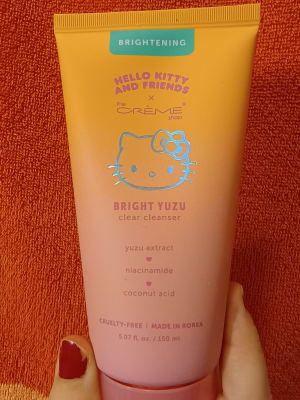 BRIGHTENING
HELLO KITTY
AND FRIENDS
×
the
CRÈME®
shop
BRIGHT YUZU
clear cleanser
yuzu extract
niacinamide
coconut acid
CRUELTY-FREE | MADE IN KOREA
5.07 fl. oz. / 150 ml